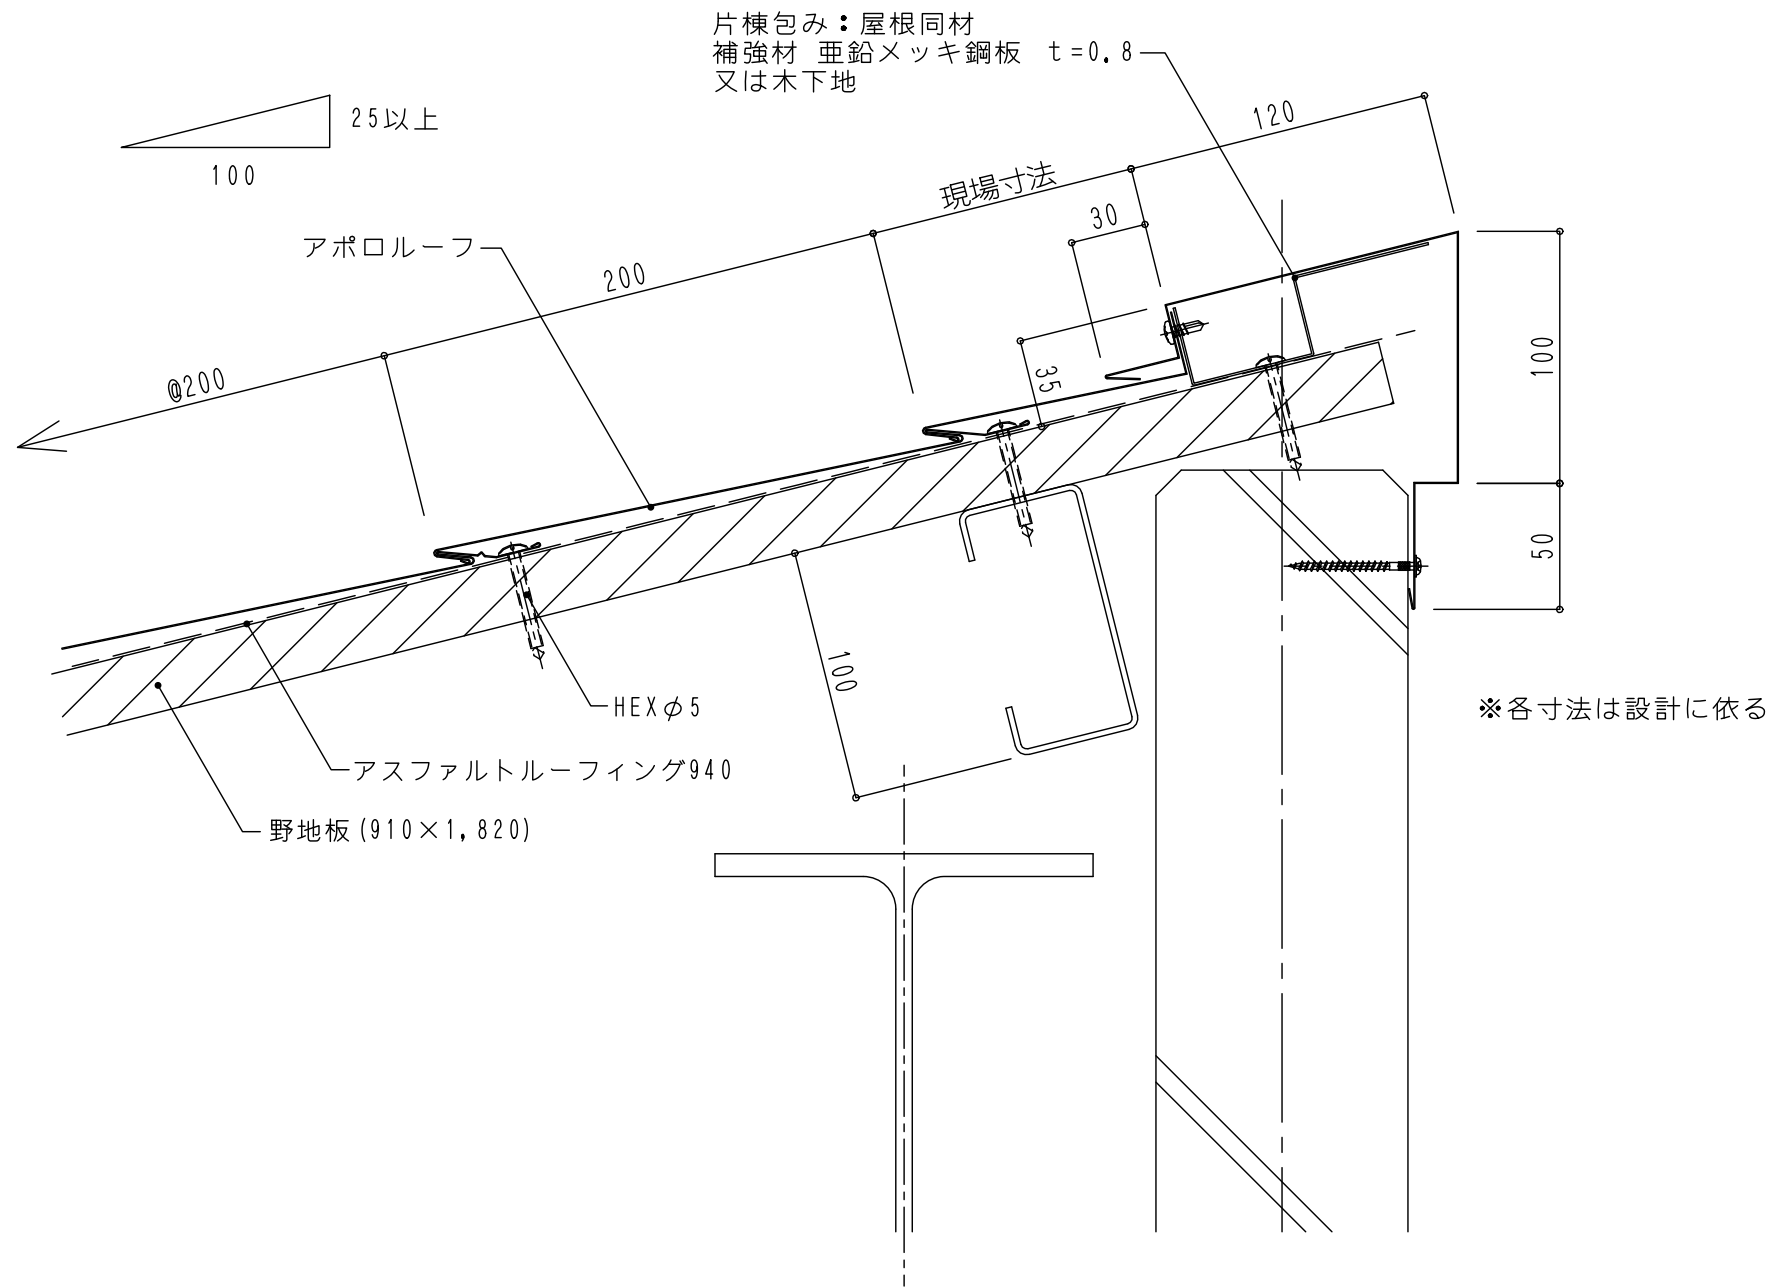 片棟包み：屋根同材
補強材 亜鉛メッキ鋼板 t=0.8
又は木下地
25以上
100
120
現場寸法
30
アポロルーフ
200
@200
35
100
50
100
HEXφ5
※各寸法は設計に依る
アスファルトルーフィング940
野地板(910×1,820)